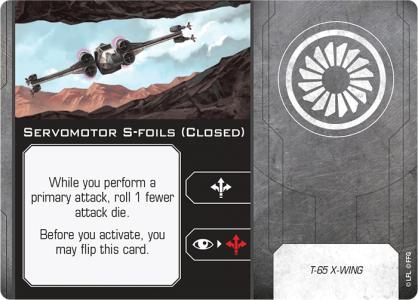 Servomotor S-foils (Closed)
While you perform a
primary attack, roll 1 fewer
attack die.
Before you activate, you
may flip this card.
T-65 X-WING
© LFL © FFG